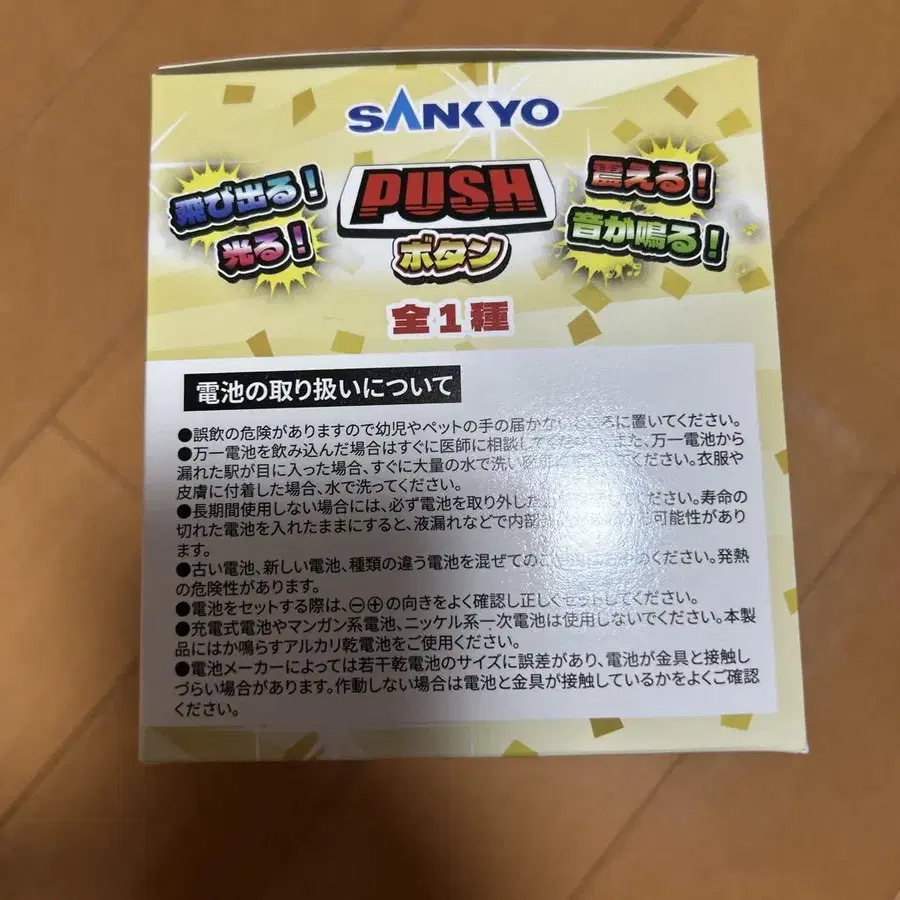 SANKYO
飛び出る!
光る!
PUSH
ボタン
震える!
音が鳴る!
全1種
電池の取り扱いについて
●誤飲の危険がありますので幼児やペットの手の届かないところに置いてください。
●万一電池を飲み込んだ場合はすぐに医師に相談してください。また、万一電池から
漏れた駅が目に入った場合、すぐに大量の水で洗い医師に してください。衣服や
皮膚に付着した場合、水で洗ってください。
●長期間使用しない場合には、必ず電池を取り外した してください。寿命の
切れた電池を入れたままにすると、液漏れなどで内部 可能性があり
ます。
●古い電池、新しい電池、種類の違う電池を混ぜてのご ください。発熱
の危険性があります。
●電池をセットする際は、⊖⊕の向きをよく確認し正しくセットしてください。
●充電式電池やマンガン系電池、ニッケル系一次電池は使用しないでください。本製
品にはか鳴らすアルカリ乾電池をご使用ください。
●電池メーカーによっては若干乾電池のサイズに誤差があり、電池が金具と接触し
づらい場合があります。作動しない場合は電池と金具が接触しているかをよくご確認
ください。